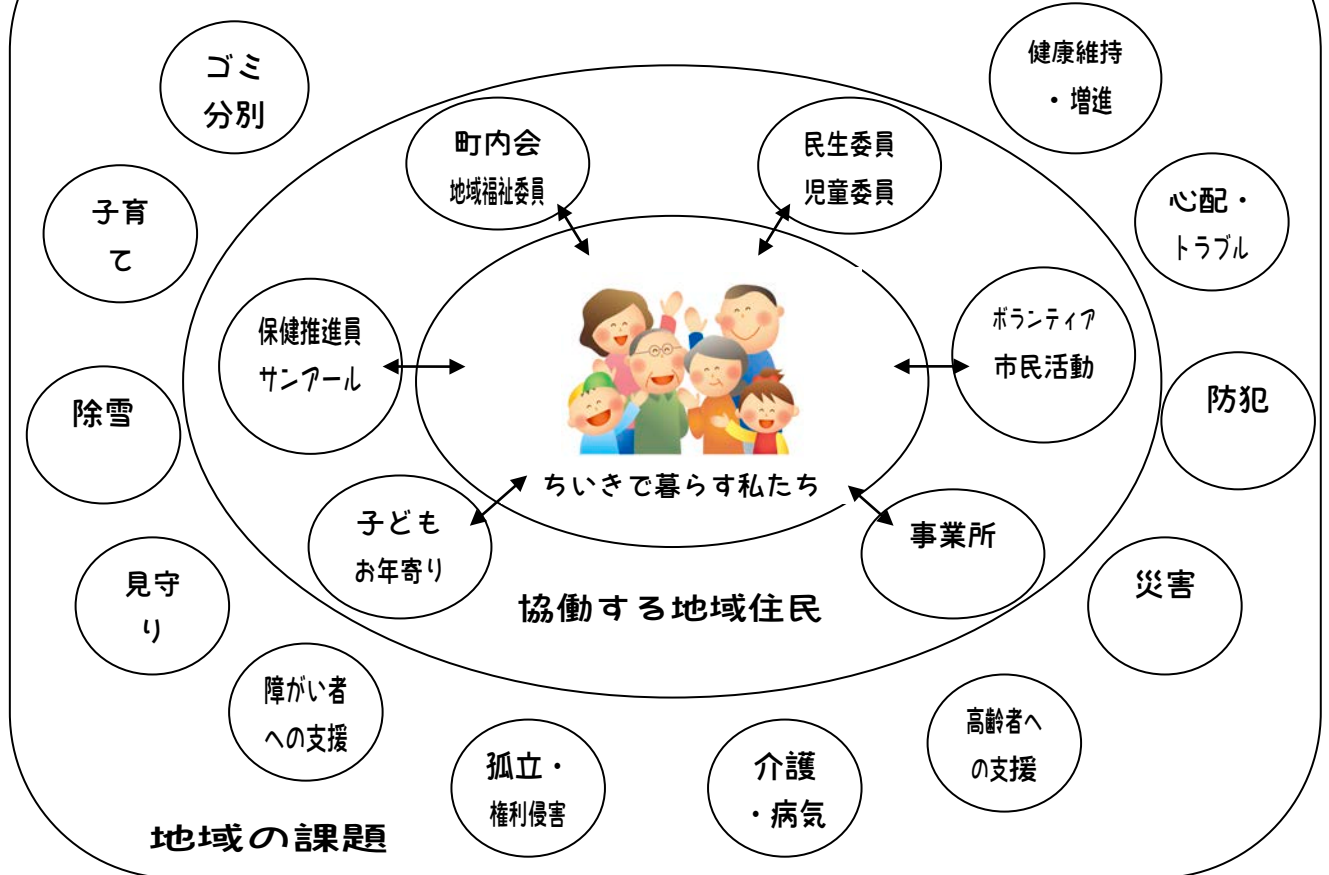 ゴミ
分別
健康維持
・増進
町内会
地域福祉委員
民生委員
児童委員
子育
て
心配・
トラブル
保健推進員
サンアール
ボランティア
市民活動
除雪
防犯
ちいきで暮らす私たち
子ども
お年寄り
事業所
見守
り
災害
協働する地域住民
障がい者
への支援
高齢者へ
の支援
孤立・
権利侵害
介護
・病気
地域の課題